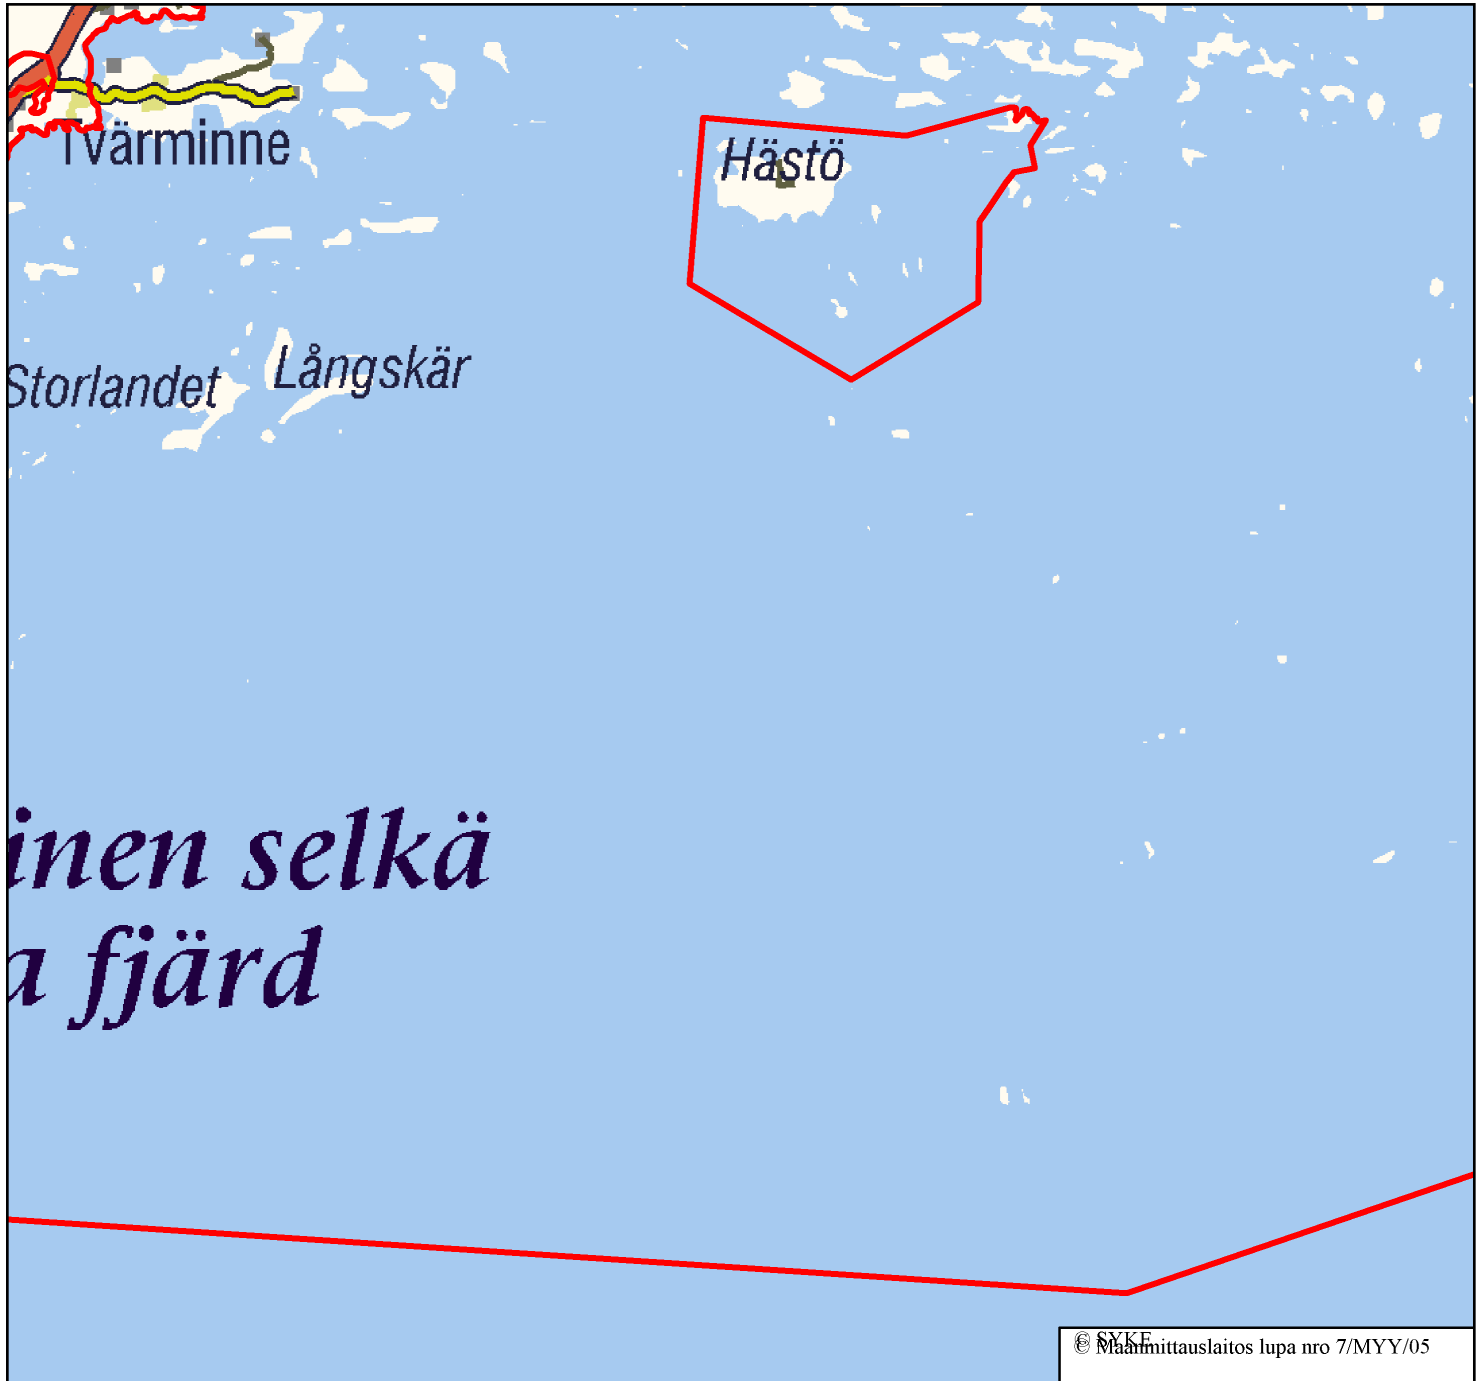 Tvärminne
Hästö
Långskär
Storlandet
inen selkä
a fjärd
© SYKE
© Maanmittauslaitos lupa nro 7/MYY/05